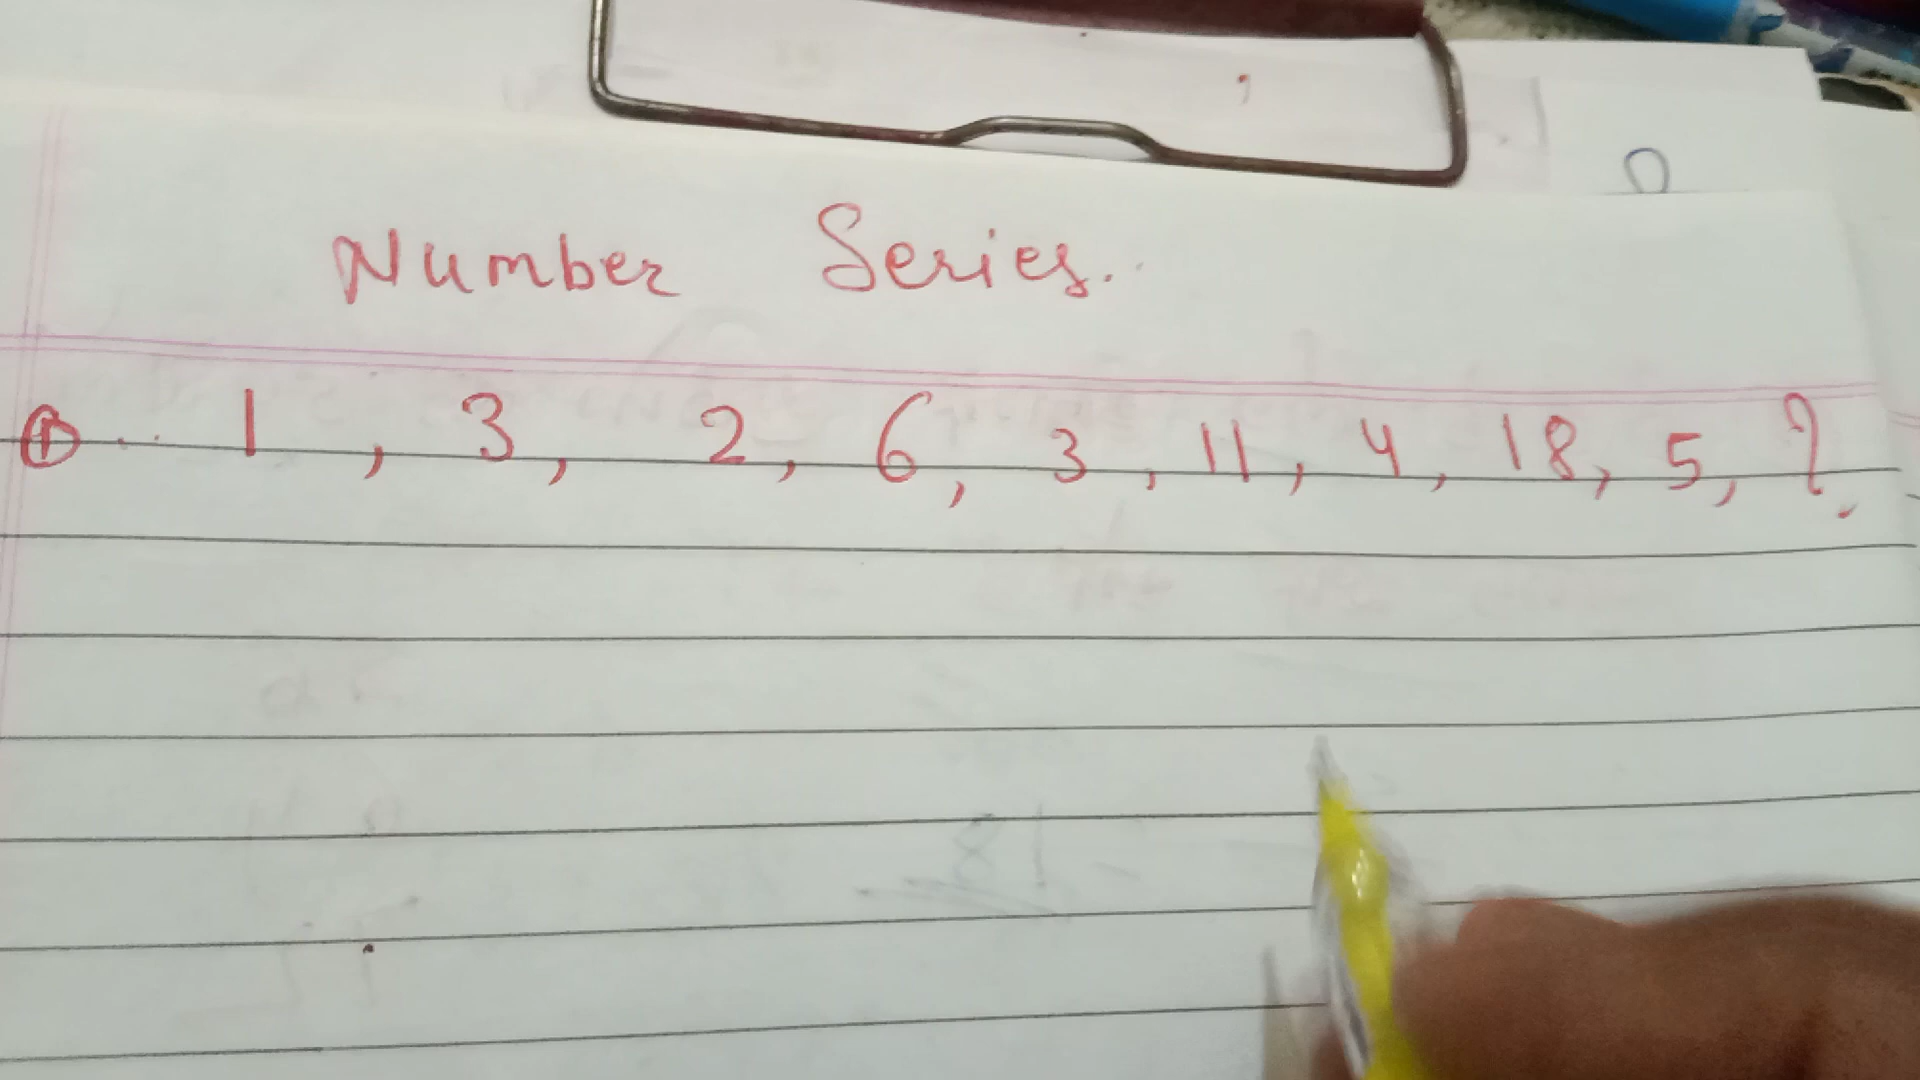 Number Series.
① 1, 3, 2, 6, 3, 11, 4, 18, 5, ?